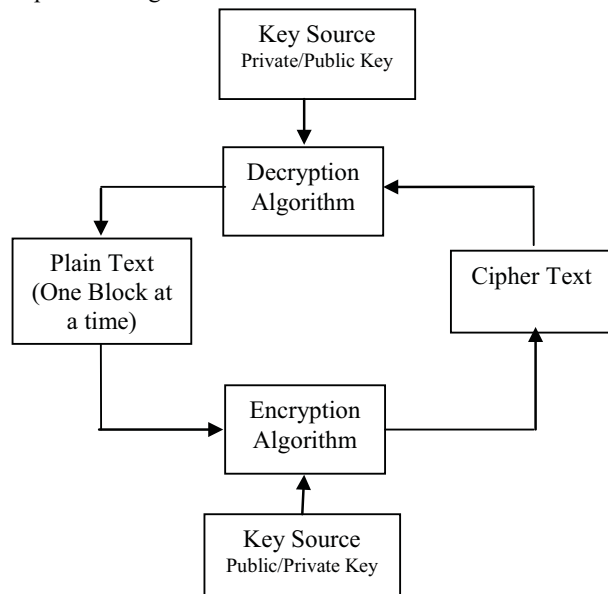 Key Source
Private/Public Key
Decryption
Algorithm
Plain Text
(One Block at
a time)
Cipher Text
Encryption
Algorithm
Key Source
Public/Private Key